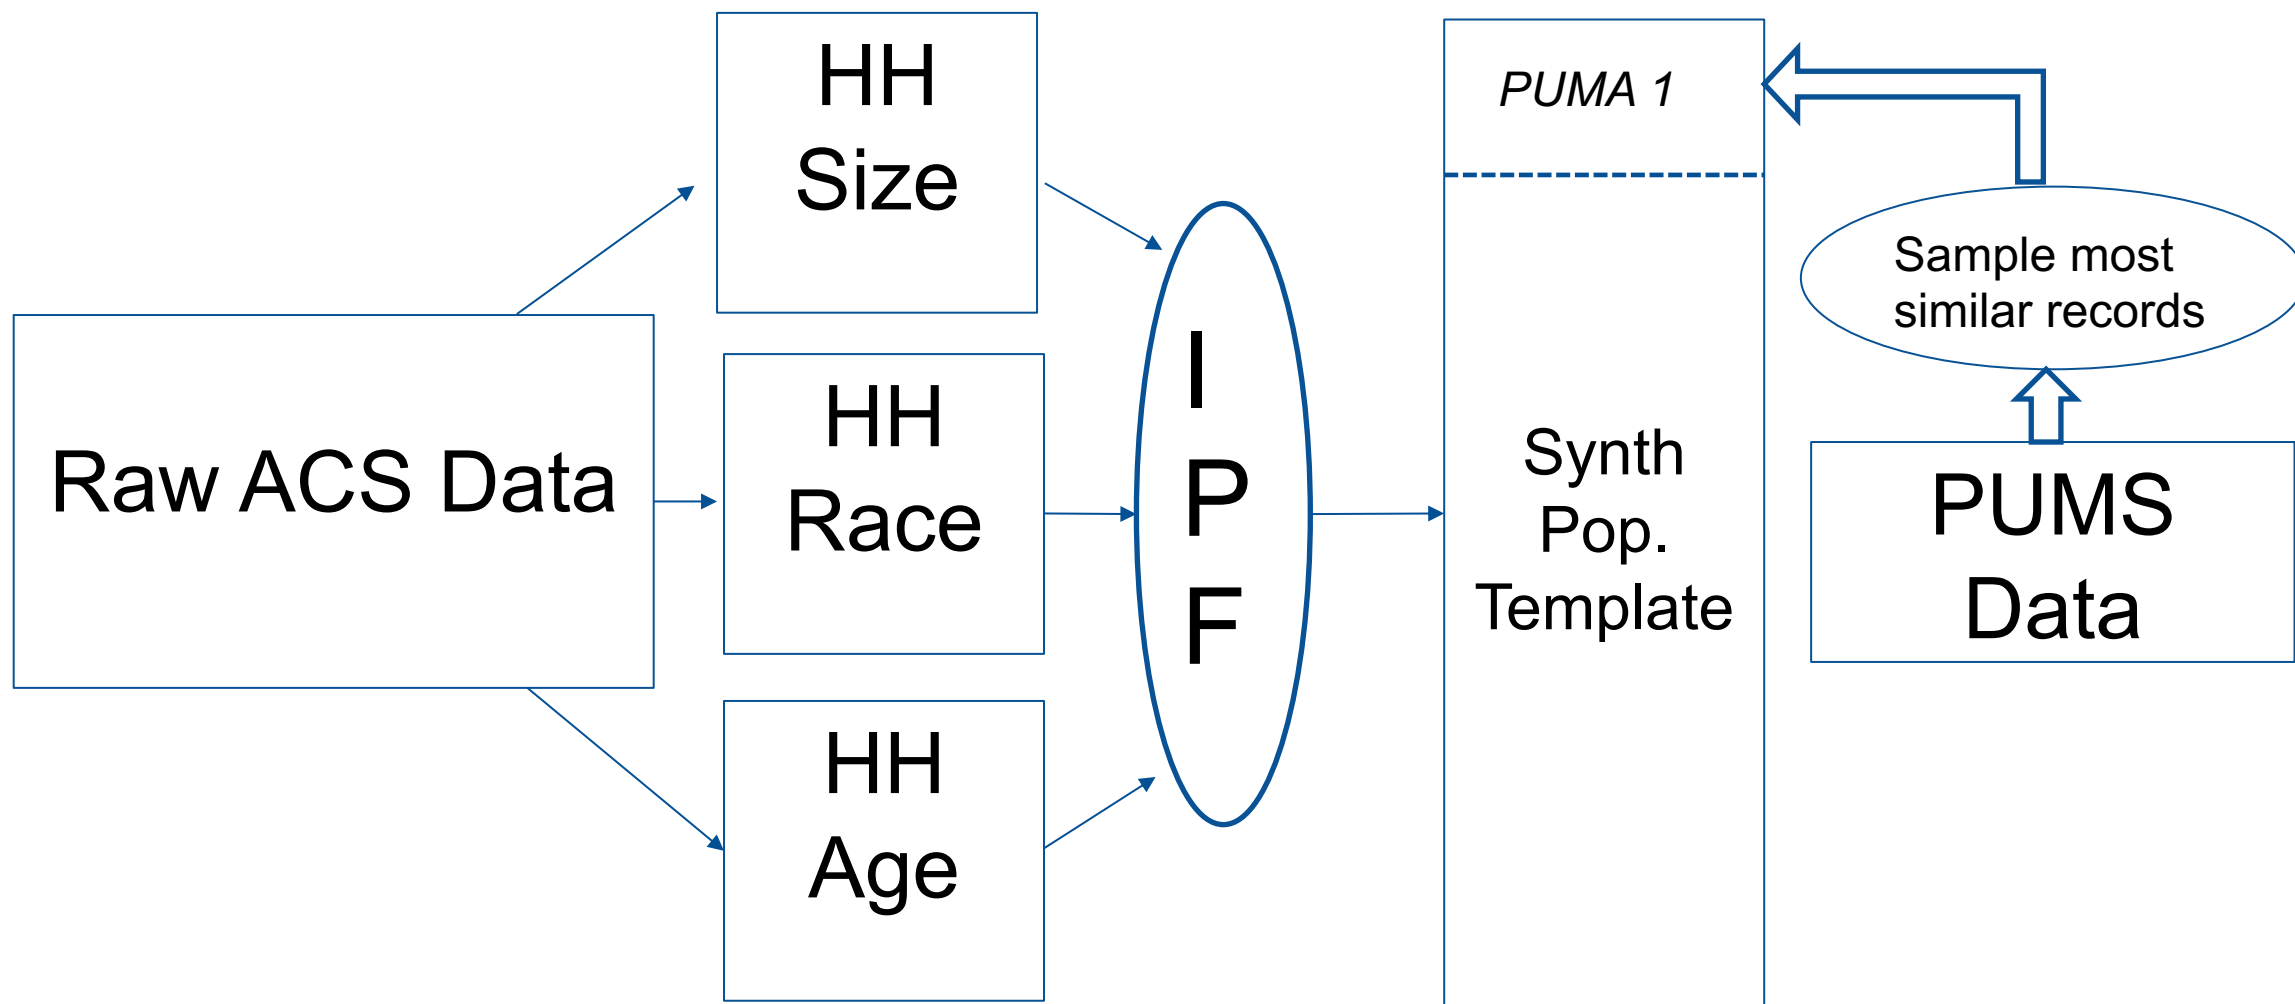 Raw ACS Data
HH
Size
HH
Race
HH
Age
I
P
F
PUMA 1
Synth
Pop.
Template
Sample most
similar records
PUMS
Data